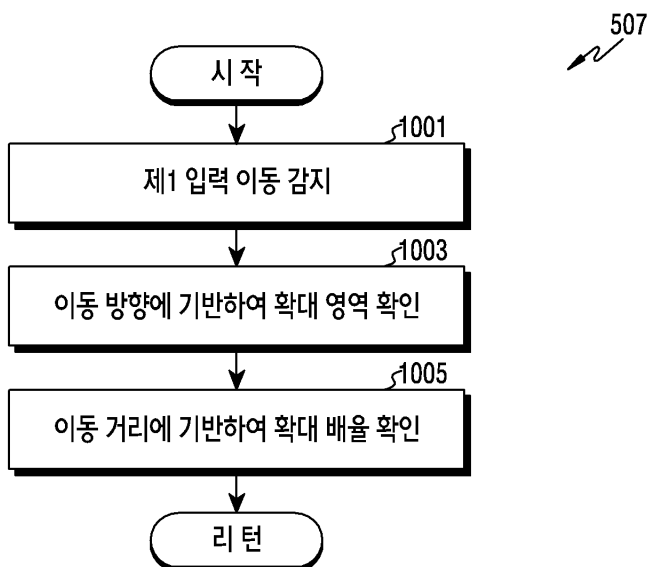 507
시작
1001
제1 입력 이동 감지
1003
이동 방향에 기반하여 확대 영역 확인
1005
이동 거리에 기반하여 확대 배율 확인
리턴